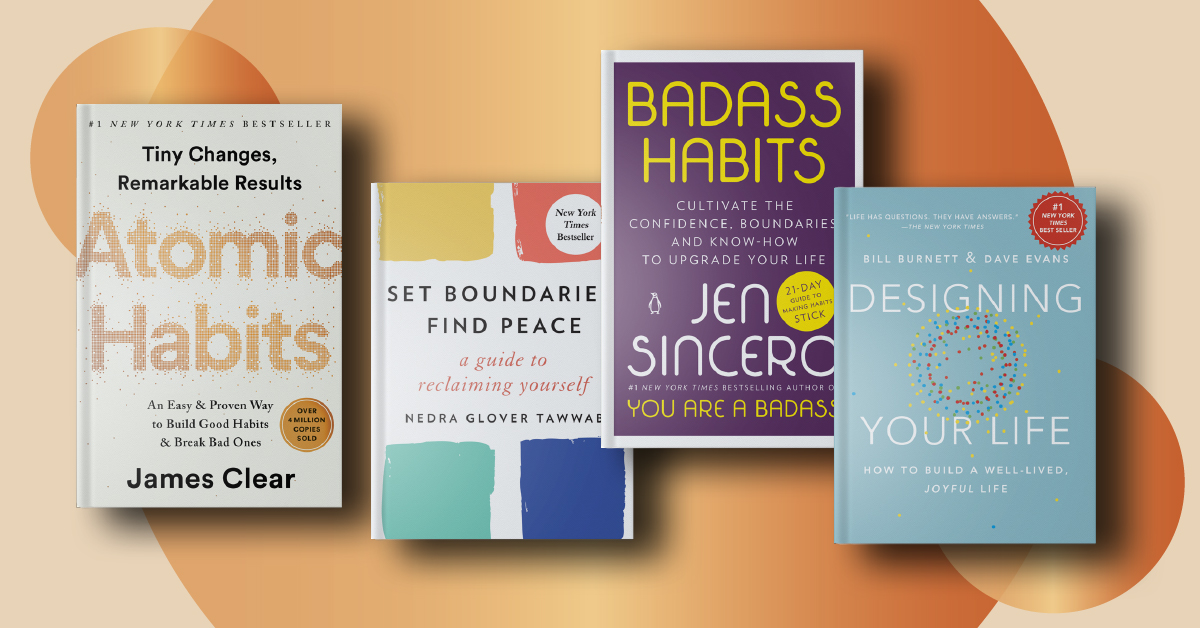 #1 NEW YORK TIMES BESTSELLER
Tiny Changes,
Remarkable Results
Atomic
Habits
An Easy & Proven Way
to Build Good Habits
& Break Bad Ones
OVER
4 MILLION
COPIES
SOLD
James Clear
New York
Times
Bestseller
SET BOUNDARIE
FIND PEACE
a guide to
reclaiming yourself
NEDRA GLOVER TAWWAB
BADASS
HABITS
CULTIVATE THE
CONFIDENCE, BOUNDARIES
AND KNOW-HOW
TO UPGRADE YOUR LIFE
JEN
SINCERO
21-DAY
GUIDE TO
MAKING HABITS
STICK
#1 NEW YORK TIMES BESTSELLING AUTHOR O
YOU ARE A BADASS
"LIFE HAS QUESTIONS. THEY HAVE ANSWERS."
—THE NEW YORK TIMES
#1
NEW YORK
TIMES
BEST SELLER
BILL BURNETT & DAVE EVANS
DESIGNING
YOUR LIFE
HOW TO BUILD A WELL-LIVED,
JOYFUL LIFE